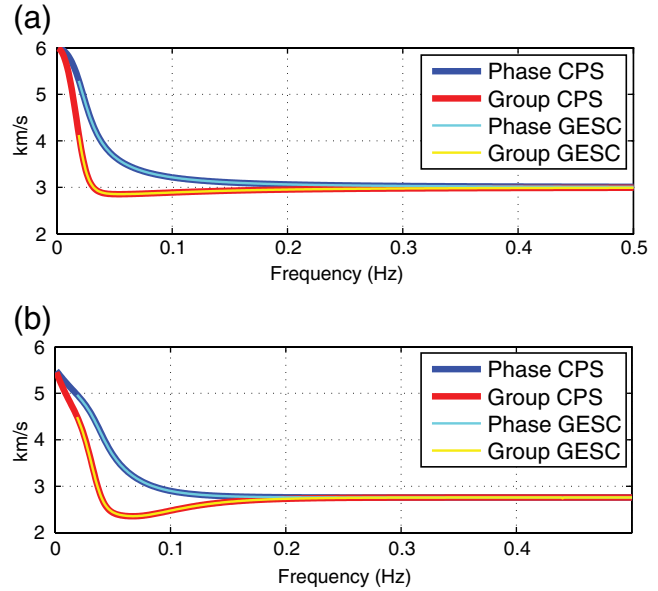 (a)
6
5
4
3
2
km/s
Phase CPS
Group CPS
Phase GESC
Group GESC
0 0.1 0.2 0.3 0.4 0.5
Frequency (Hz)
(b)
6
5
4
3
2
km/s
Phase CPS
Group CPS
Phase GESC
Group GESC
0 0.1 0.2 0.3 0.4
Frequency (Hz)